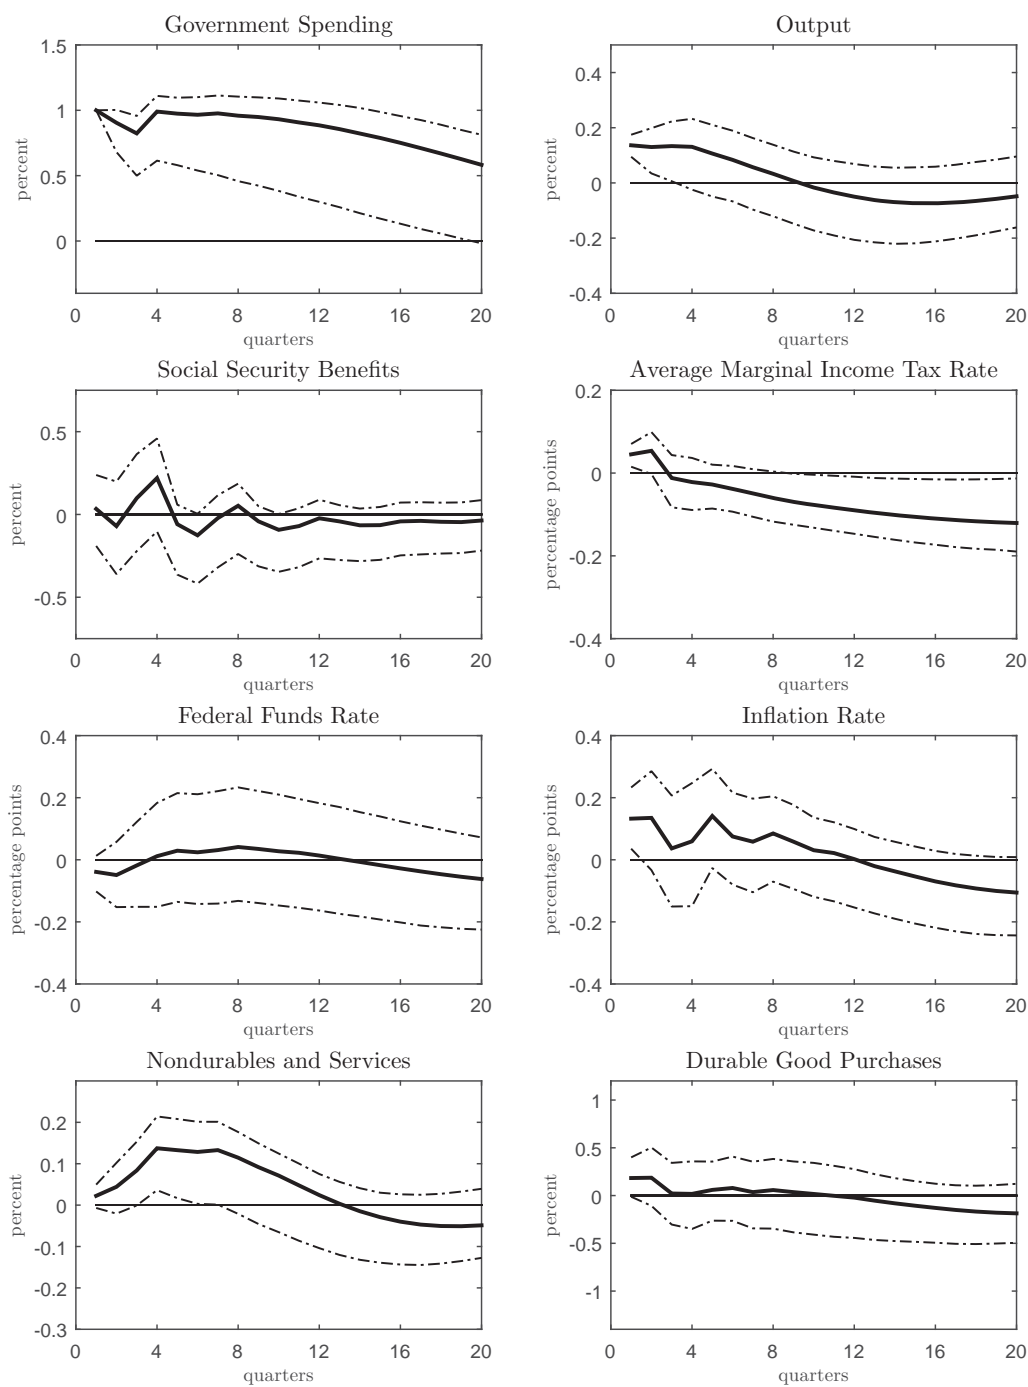 Government Spending
1.5
1
0.5
0
percent
0 4 8 12 16 20
quarters
Output
0.4
0.2
0
-0.2
-0.4
percent
0 4 8 12 16 20
quarters
Social Security Benefits
0.5
0
-0.5
percent
0 4 8 12 16 20
quarters
Average Marginal Income Tax Rate
0.2
0
-0.2
-0.4
percentage points
0 4 8 12 16 20
quarters
Federal Funds Rate
0.4
0.2
0
-0.2
-0.4
percentage points
0 4 8 12 16 20
quarters
Inflation Rate
0.4
0.2
0
-0.2
-0.4
percentage points
0 4 8 12 16 20
quarters
Nondurables and Services
0.2
0.1
0
-0.1
-0.2
-0.3
percent
0 4 8 12 16 20
quarters
Durable Good Purchases
1
0.5
0
-0.5
-1
percent
0 4 8 12 16 20
quarters